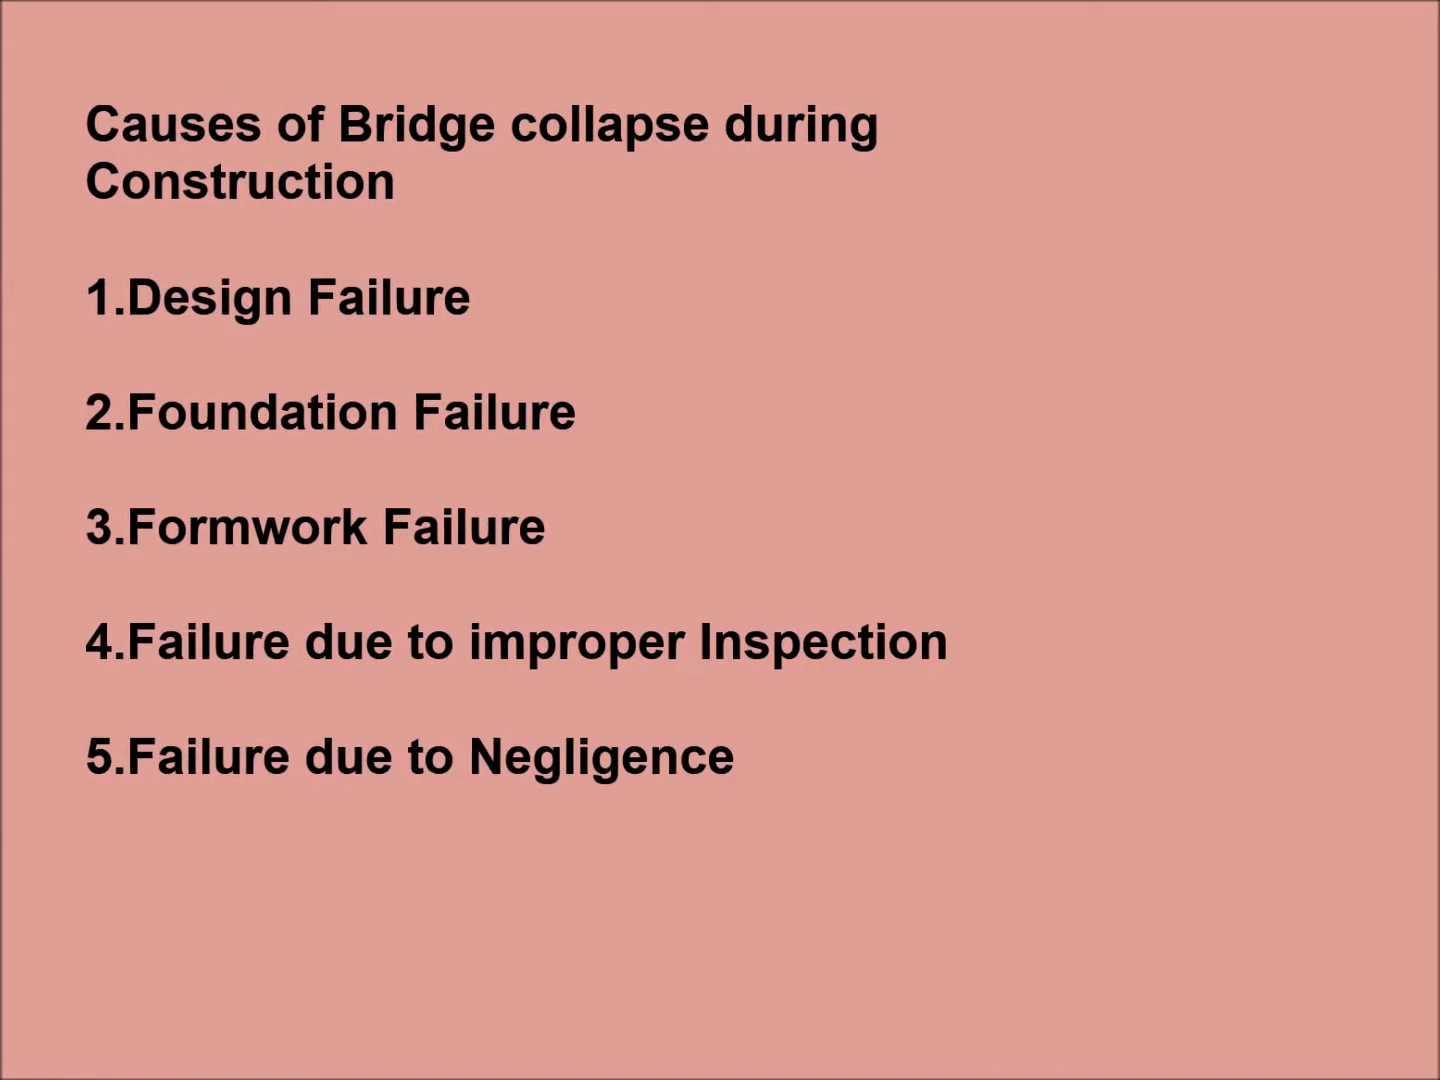 Causes of Bridge collapse during
Construction
1.Design Failure
2.Foundation Failure
3.Formwork Failure
4.Failure due to improper Inspection
5.Failure due to Negligence